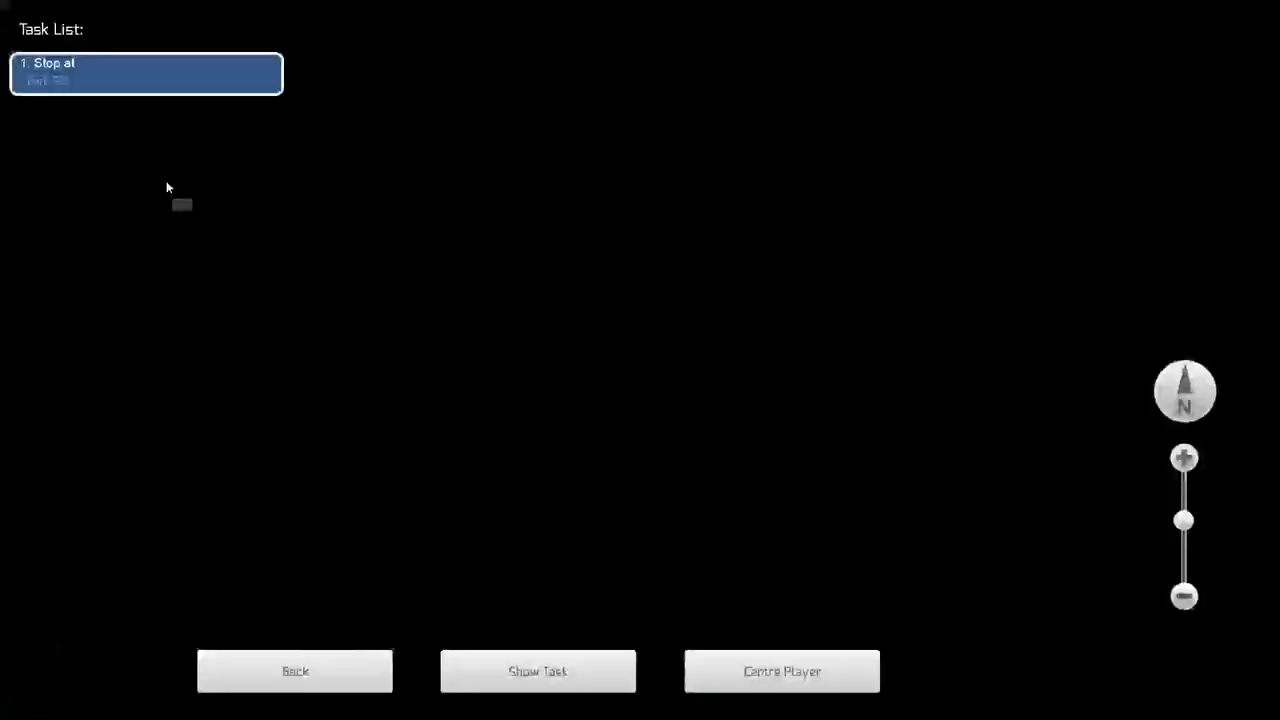 Task List:
1. Stop at
N
Back
Show Task
Centre Player